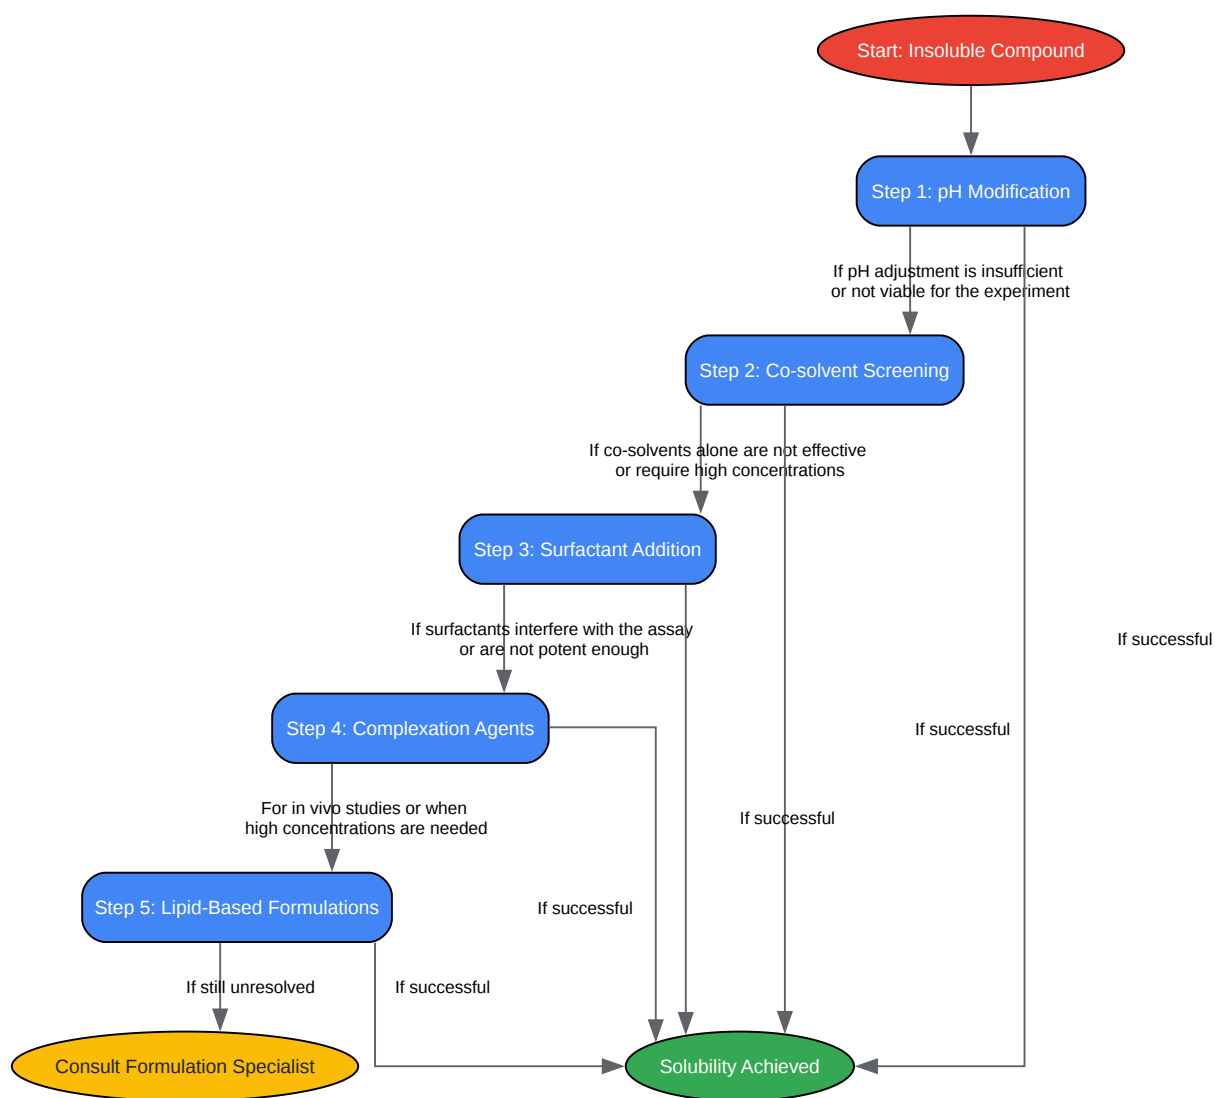 Start: Insoluble Compound
Step 1: pH Modification
If pH adjustment is insufficient
or not viable for the experiment
Step 2: Co-solvent Screening
If co-solvents alone are not effective
or require high concentrations
Step 3: Surfactant Addition
If surfactants interfere with the assay
or are not potent enough
If successful
Step 4: Complexation Agents
If successful
For in vivo studies or when
high concentrations are needed
If successful
Step 5: Lipid-Based Formulations
If successful
If still unresolved
If successful
Consult Formulation Specialist
Solubility Achieved